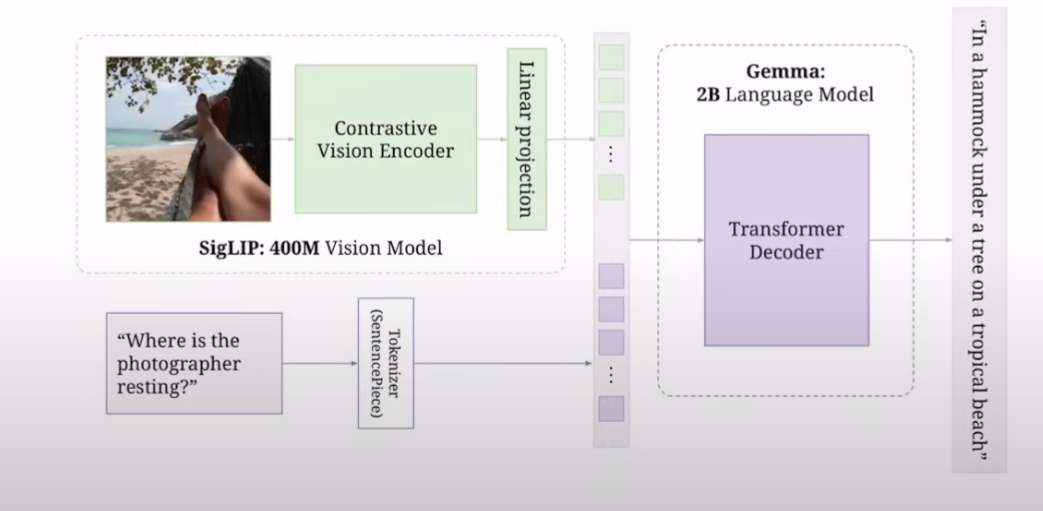 Contrastive
Vision Encoder
Linear projection
SigLIP: 400M Vision Model
“Where is the
photographer
resting?”
Tokenizer
(SentencePiece)
...
...
Gemma:
2B Language Model
Transformer
Decoder
“In a hammock under a tree on a tropical beach”